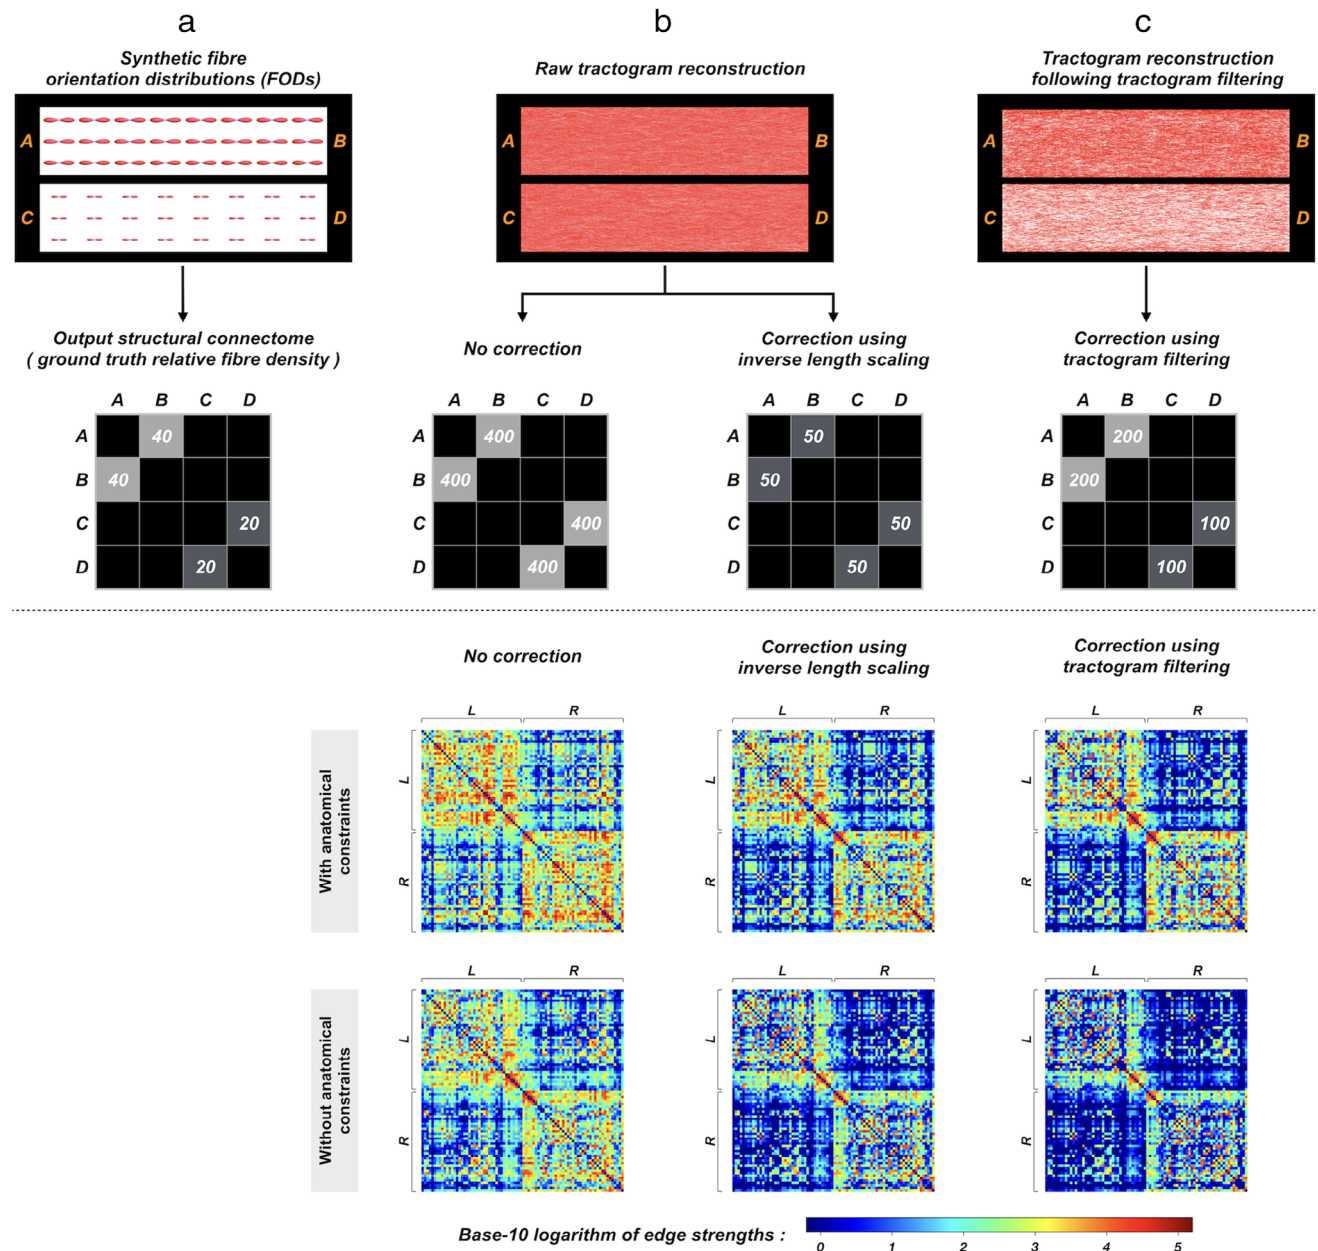 a b c
Synthetic fibre
orientation distributions (FODs)
Raw tractogram reconstruction
Tractogram reconstruction
following tractogram filtering
A B A B A B
C D C D C D
Output structural connectome
( ground truth relative fibre density )
No correction
Correction using
inverse length scaling
Correction using
tractogram filtering
A B C D
A 40
B 40
C 20
D 20
A B C D
A 400
B 400
C 400
D 400
A B C D
A 50
B 50
C 50
D 50
A B C D
A 200
B 200
C 100
D 100
No correction
Correction using
inverse length scaling
Correction using
tractogram filtering
With anatomical
constraints
L R
L
R
L R
L
R
L R
L
R
Without anatomical
constraints
L R
L
R
L R
L
R
L R
L
R
Base-10 logarithm of edge strengths :
0 1 2 3 4 5